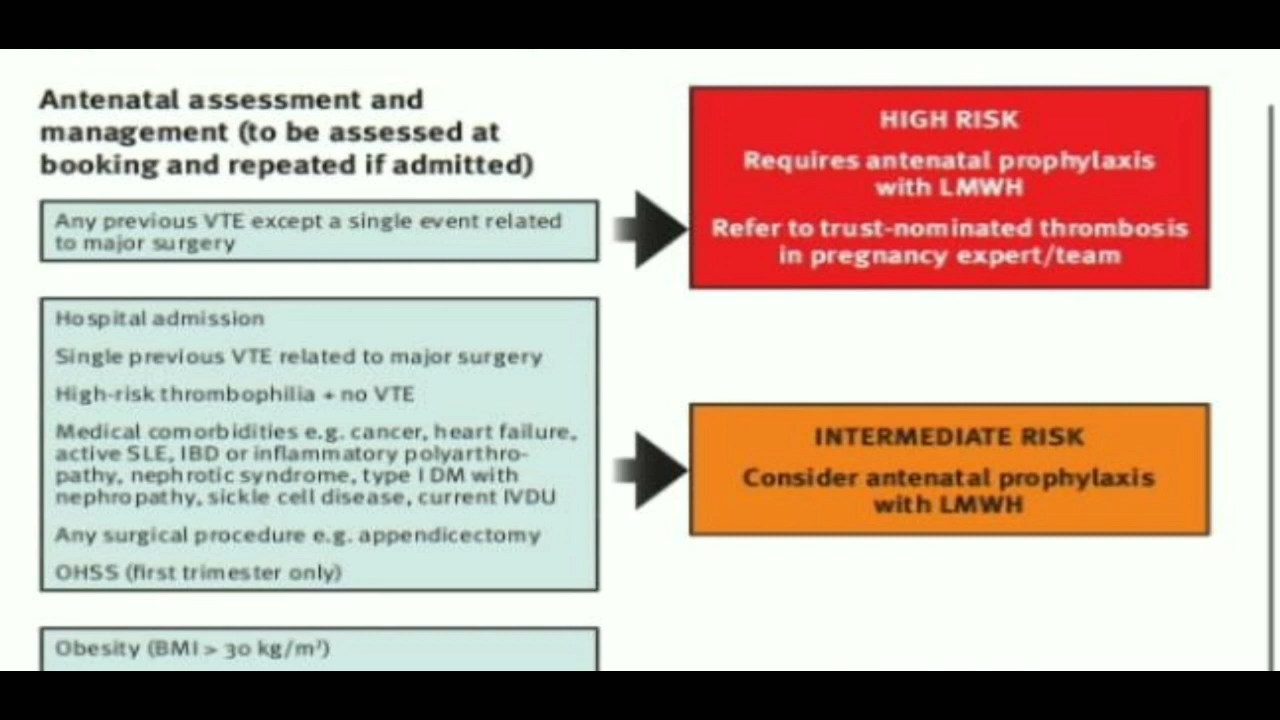 Antenatal assessment and
management (to be assessed at
booking and repeated if admitted)
Any previous VTE except a single event related
to major surgery
HIGH RISK
Requires antenatal prophylaxis
with LMWH
Refer to trust-nominated thrombosis
in pregnancy expert/team
Hospital admission
Single previous VTE related to major surgery
High-risk thrombophilia + no VTE
Medical comorbidities e.g. cancer, heart failure,
active SLE, IBD or inflammatory polyarthro-
pathy, nephrotic syndrome, type I DM with
nephropathy, sickle cell disease, current IVDU
Any surgical procedure e.g. appendicectomy
OHSS (first trimester only)
INTERMEDIATE RISK
Consider antenatal prophylaxis
with LMWH
Obesity (BMI > 30 kg/m²)